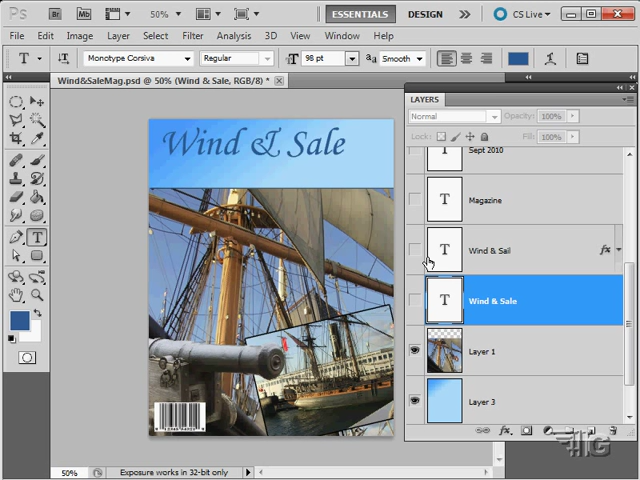 Ps Br Mb 50% ESSENTIALS DESIGN >> CS Live
File Edit Image Layer Select Filter Analysis 3D View Window Help
T Monotype Corsiva Regular T 98 pt aa Smooth
Wind&SaleMag.psd @ 50% (Wind & Sale, RGB/8) *
LAYERS
Normal Opacity: 100%
Lock: Fill: 100%
Sept 2010
Wind & Sale
T Magazine
T Wind & Sail fx
T Wind & Sale
Layer 1
Layer 3
fx
50% Exposure works in 32-bit only